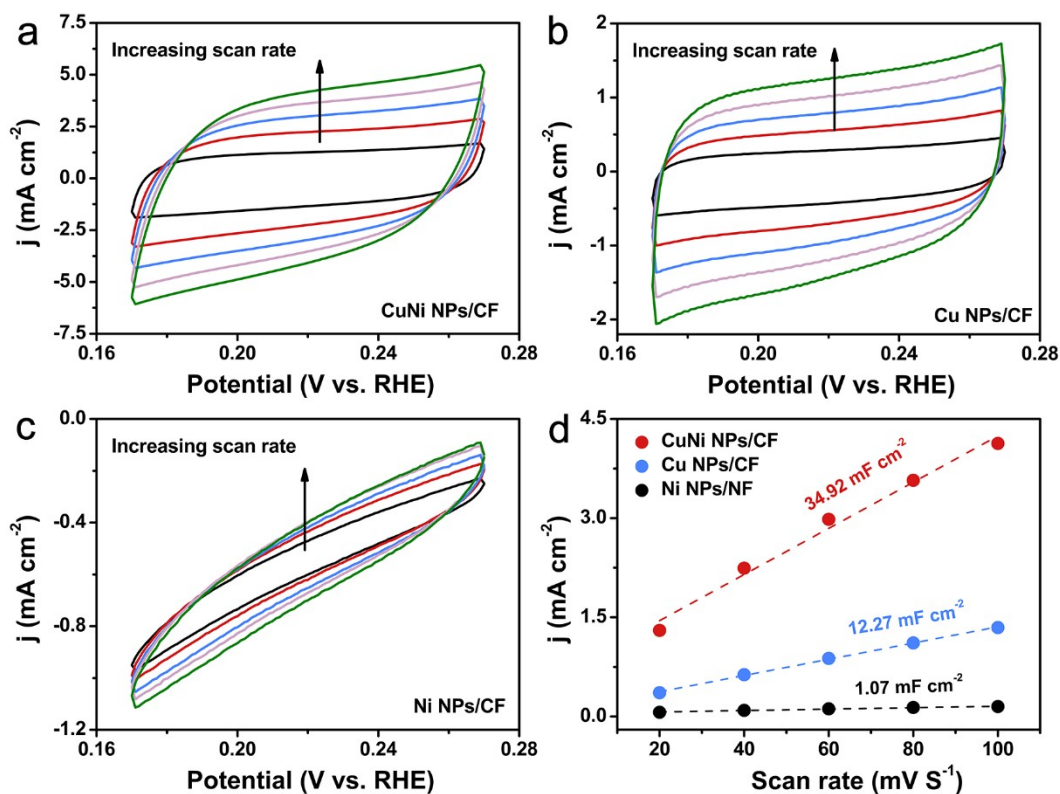 a
Increasing scan rate
CuNi NPs/CF
j (mA cm-2)
7.5
5.0
2.5
0.0
-2.5
-5.0
-7.5
0.16 0.20 0.24 0.28
Potential (V vs. RHE)
b
Increasing scan rate
Cu NPs/CF
j (mA cm-2)
2
1
0
-1
-2
0.16 0.20 0.24 0.28
Potential (V vs. RHE)
c
Increasing scan rate
Ni NPs/CF
j (mA cm-2)
0.0
-0.4
-0.8
-1.2
0.16 0.20 0.24 0.28
Potential (V vs. RHE)
d
CuNi NPs/CF
Cu NPs/CF
Ni NPs/NF
34.92 mF cm-2
12.27 mF cm-2
1.07 mF cm-2
j (mA cm-2)
4.5
3.0
1.5
0.0
20 40 60 80 100
Scan rate (mV S-1)